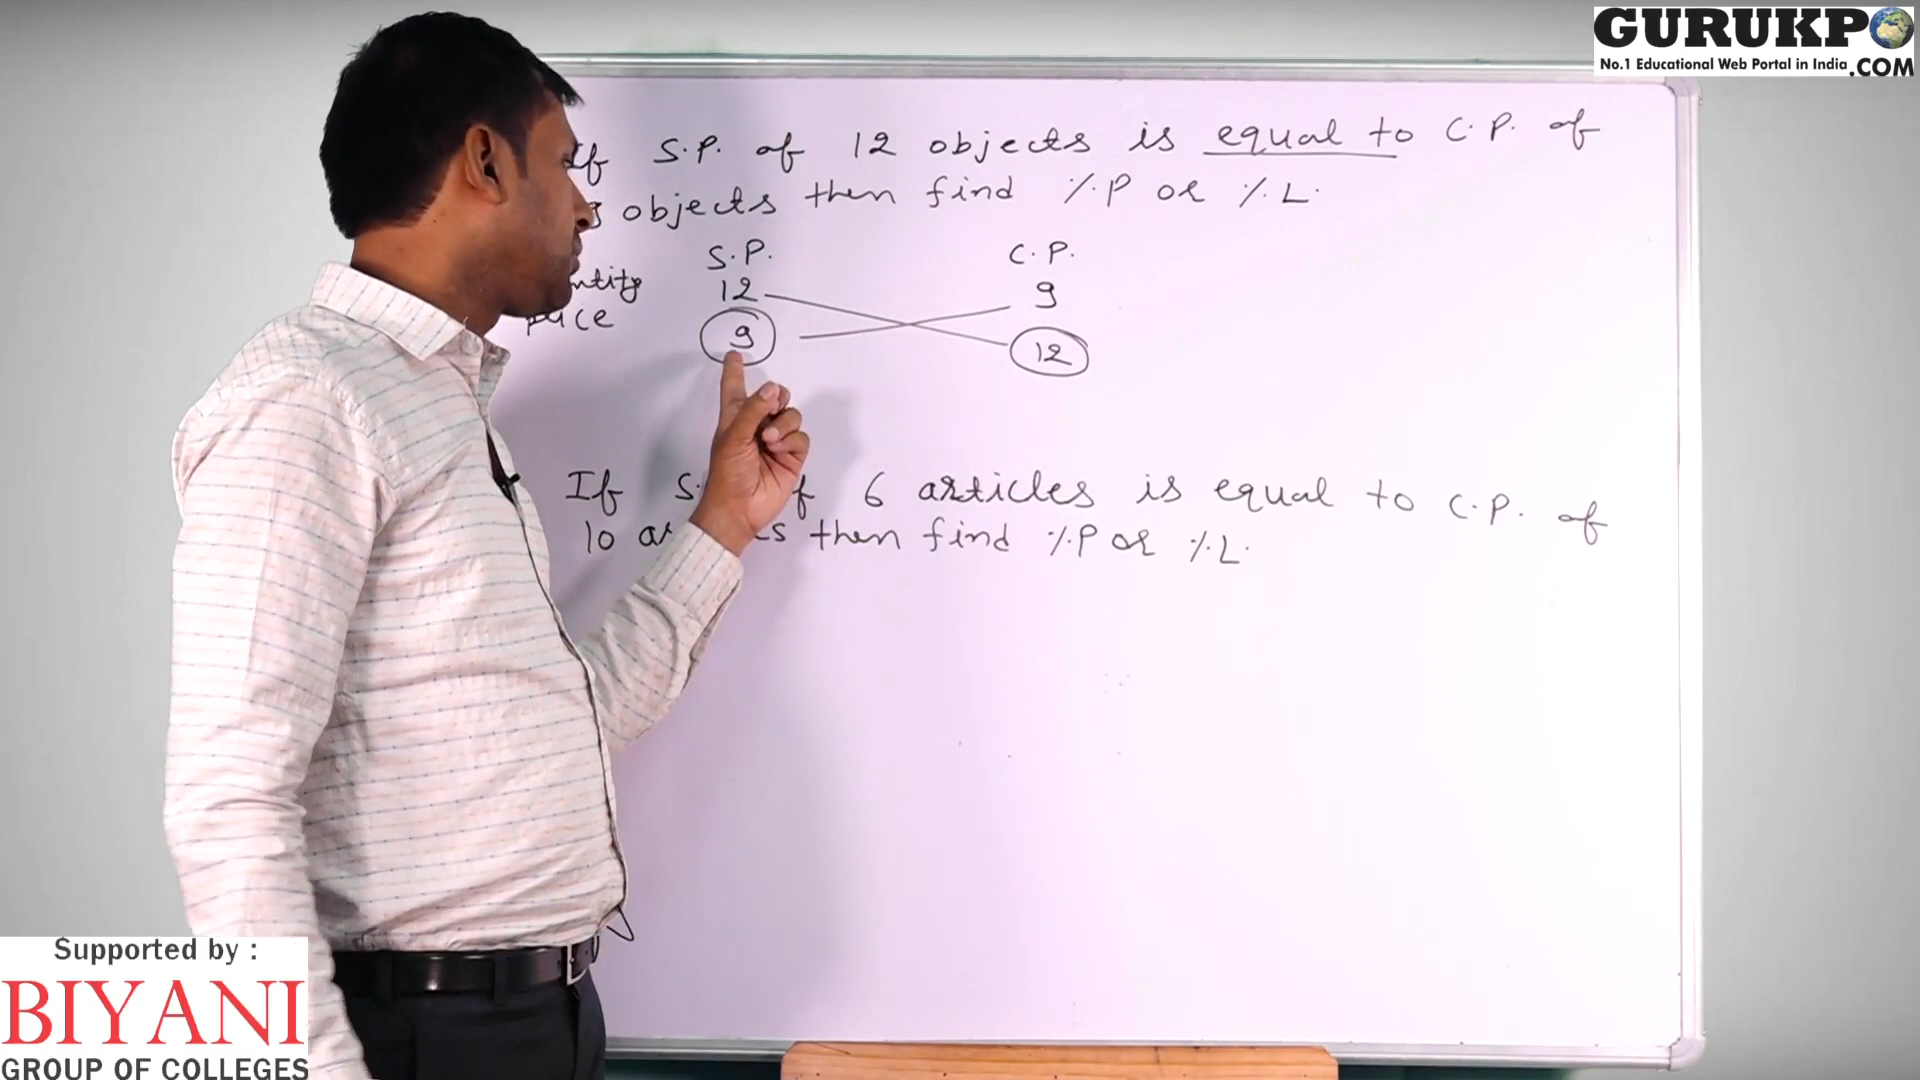 GURUKPO
No.1 Educational Web Portal in India .COM
If S.P. of 12 objects is equal to C.P. of
9 objects then find %P or %L.
S.P. C.P.
12 9
price
9 12
If of 6 articles is equal to C.P. of
10 then find %P or %L.
Supported by :
BIYANI
GROUP OF COLLEGES